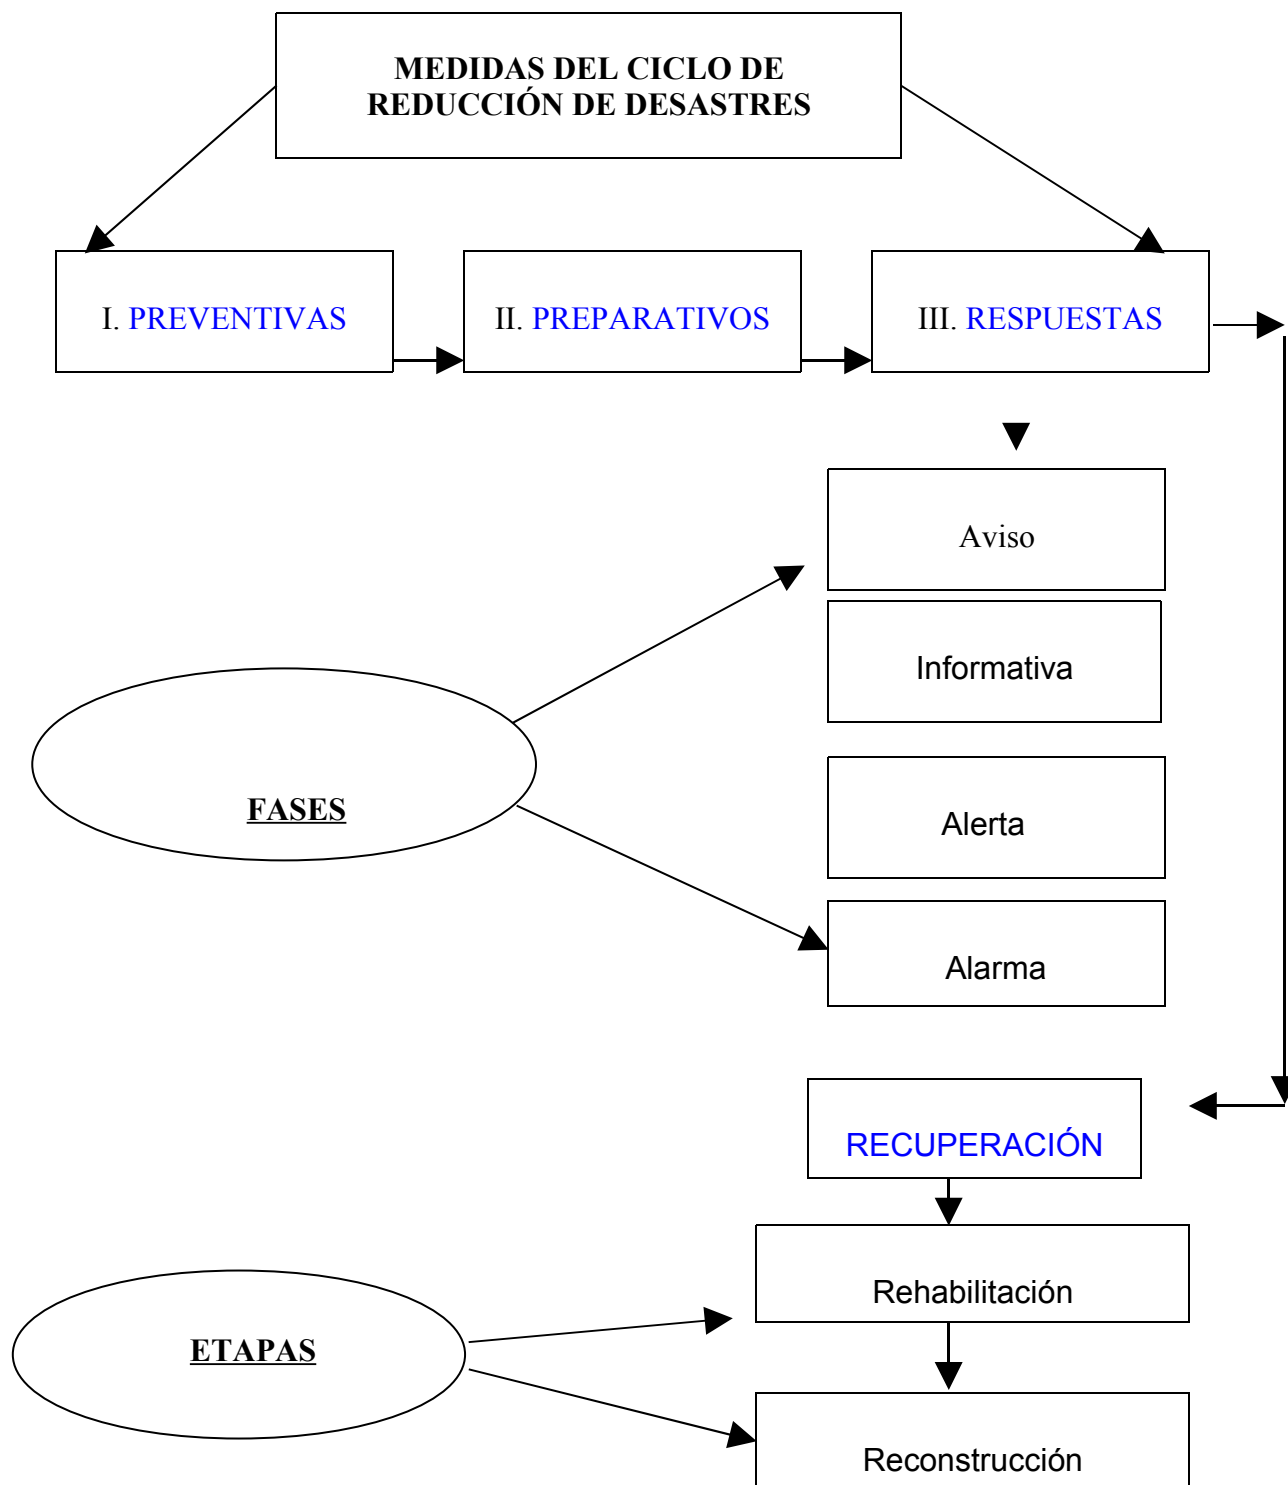 MEDIDAS DEL CICLO DE
REDUCCIÓN DE DESASTRES
I. PREVENTIVAS
II. PREPARATIVOS
III. RESPUESTAS
Aviso
Informativa
FASES
Alerta
Alarma
RECUPERACIÓN
Rehabilitación
ETAPAS
Reconstrucción